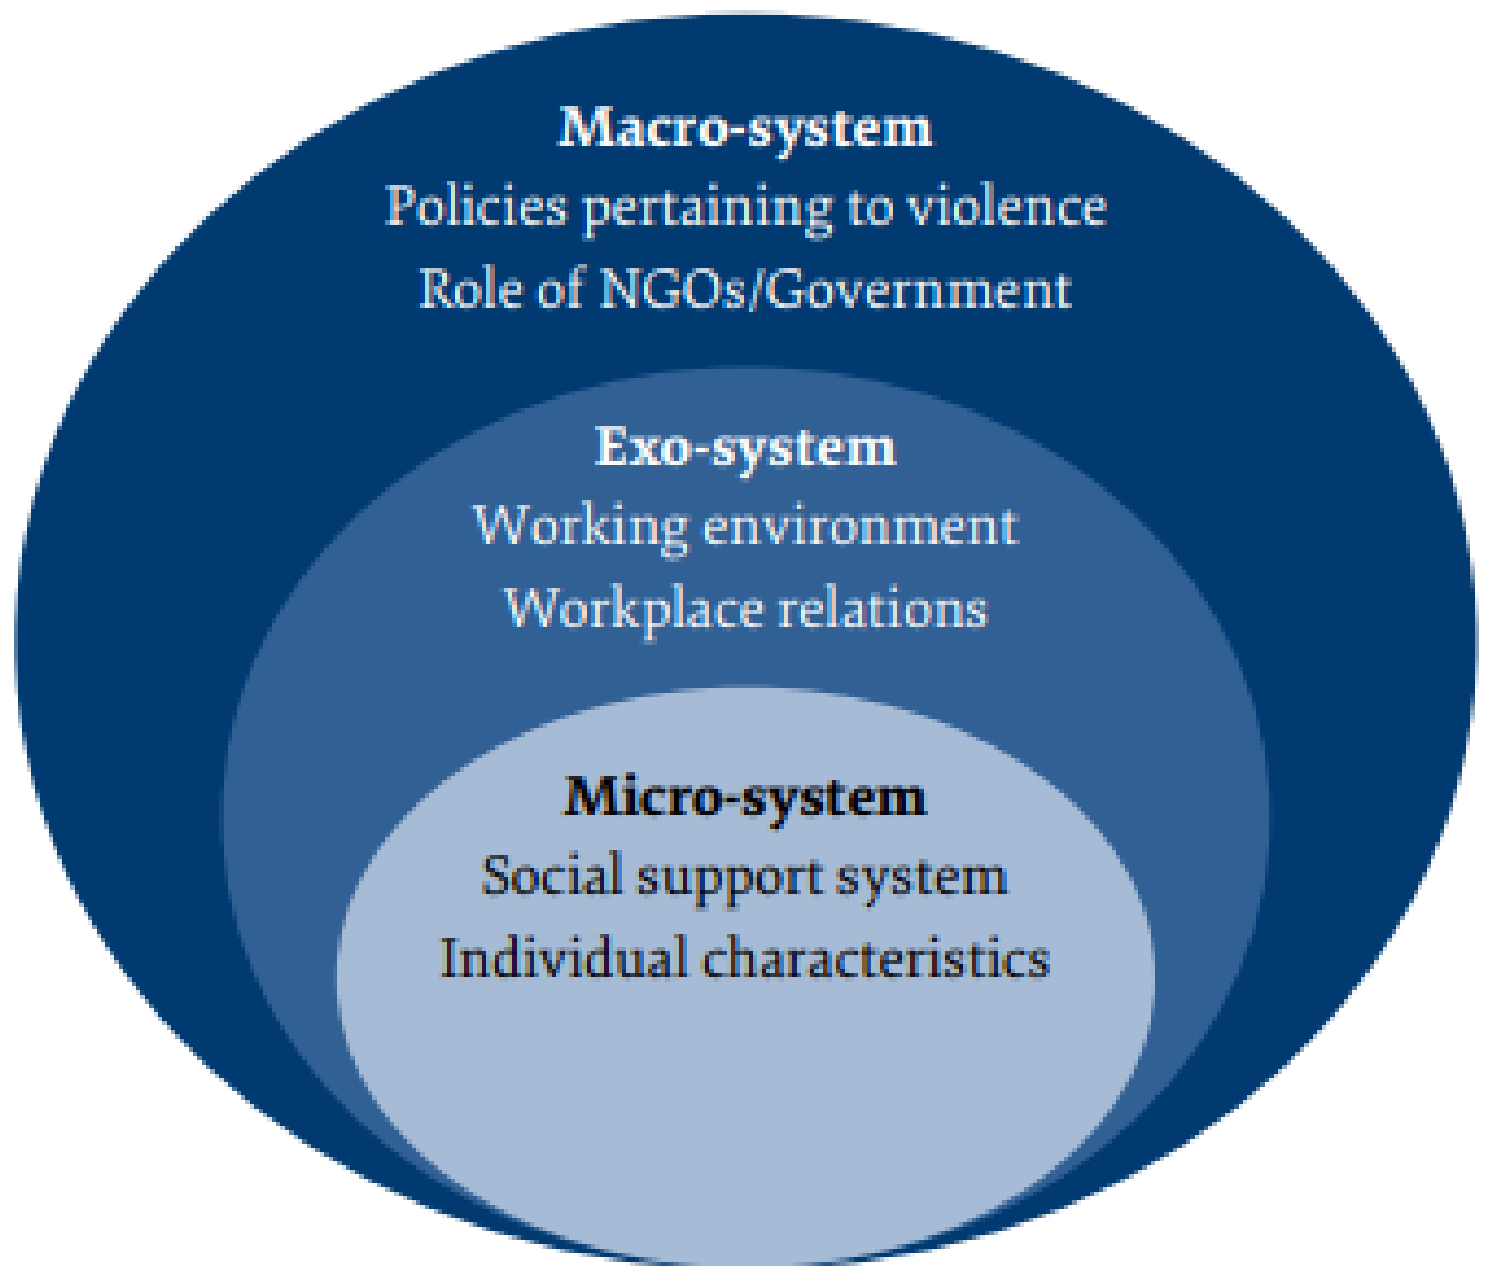 Macro-system
Policies pertaining to violence
Role of NGOs/Government
Exo-system
Working environment
Workplace relations
Micro-system
Social support system
Individual characteristics